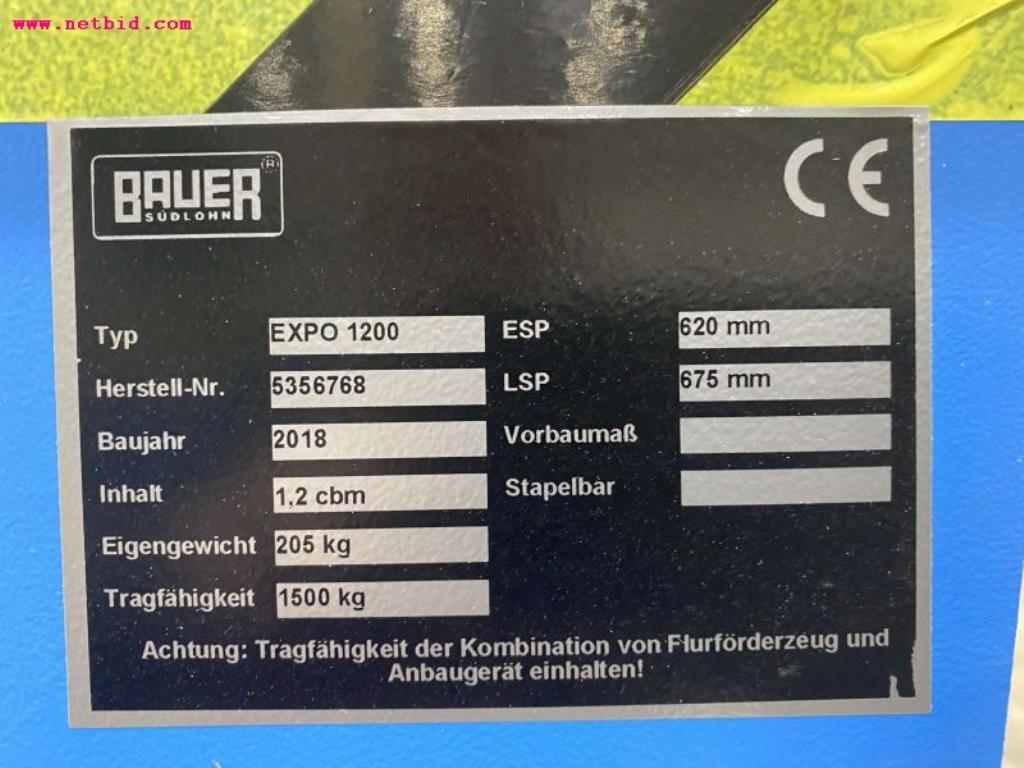 www.netbid.com
BAUER ®
SÜDLOHN
CE
Typ EXPO 1200 ESP 620 mm
Herstell-Nr. 5356768 LSP 675 mm
Baujahr 2018 Vorbaumaß
Inhalt 1,2 cbm Stapelbar
Eigengewicht 205 kg
Tragfähigkeit 1500 kg
Achtung: Tragfähigkeit der Kombination von Flurförderzeug und
Anbaugerät einhalten!